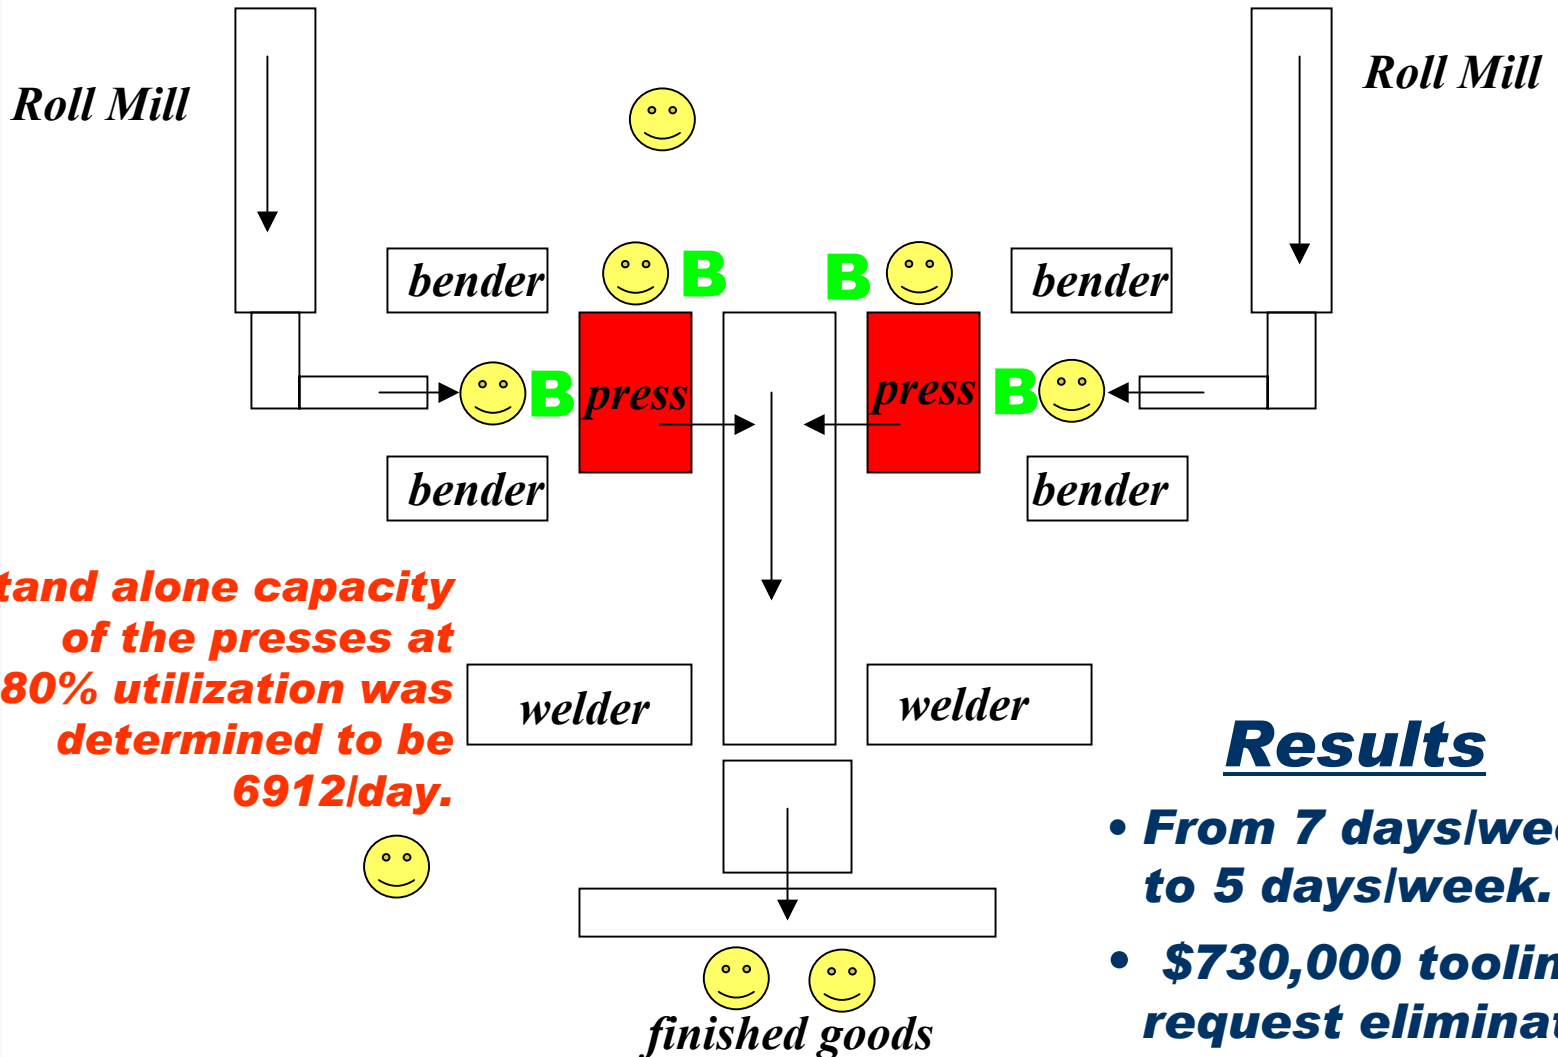 Roll Mill
Roll Mill
bender
B
B
bender
B
press
press
B
bender
bender
tand alone capacity
of the presses at
80% utilization was
determined to be
6912/day.
welder
welder
Results
• From 7 days/wee
to 5 days/week.
• $730,000 toolin
request eliminat
finished goods